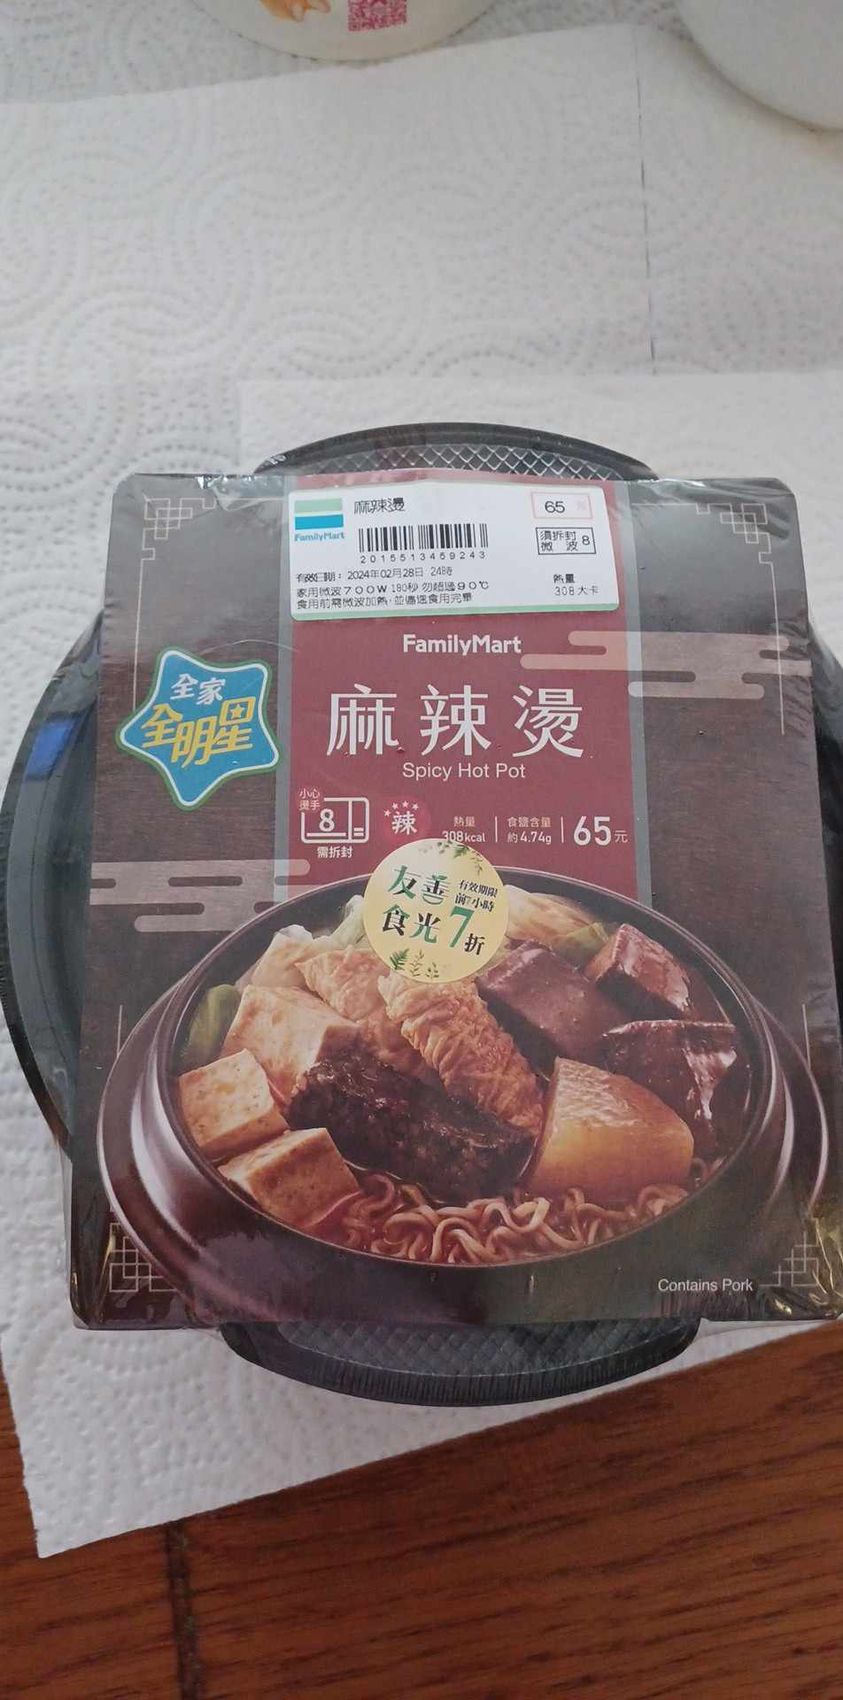 麻辣燙
65元
FamilyMart
2015513459243
須拆封
微 波 8
有效日期：2024年02月28日 24時
家用微波700W 180秒 勿超過90℃
食用前需微波加熱，並儘速食用完畢
熱量
308大卡
FamilyMart
全家
全明星
麻辣燙
Spicy Hot Pot
小心
燙手
8
需拆封
辣
熱量
308kcal
食鹽含量
約4.74g
65元
友善
食光
有效期限
前7小時
7折
Contains Pork